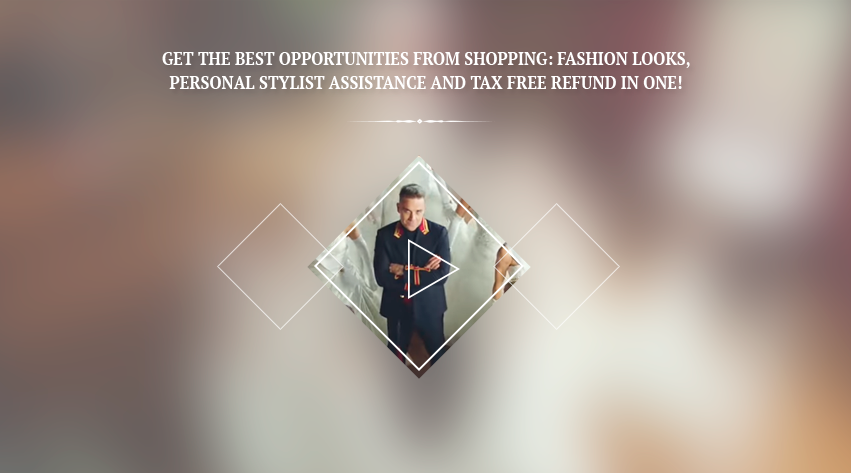 GET THE BEST OPPORTUNITIES FROM SHOPPING: FASHION LOOKS,
PERSONAL STYLIST ASSISTANCE AND TAX FREE REFUND IN ONE!